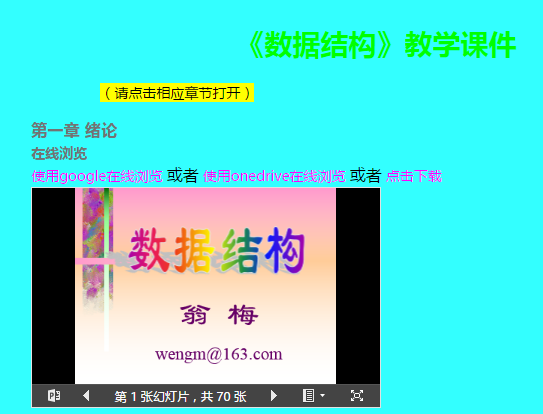 《数据结构》教学课件
（请点击相应章节打开）
第一章 绪论
在线浏览
使用google在线浏览 或者 使用onedrive在线浏览 或者 点击下载
数据结构
翁 梅
wengm@163.com
第 1 张幻灯片，共 70 张